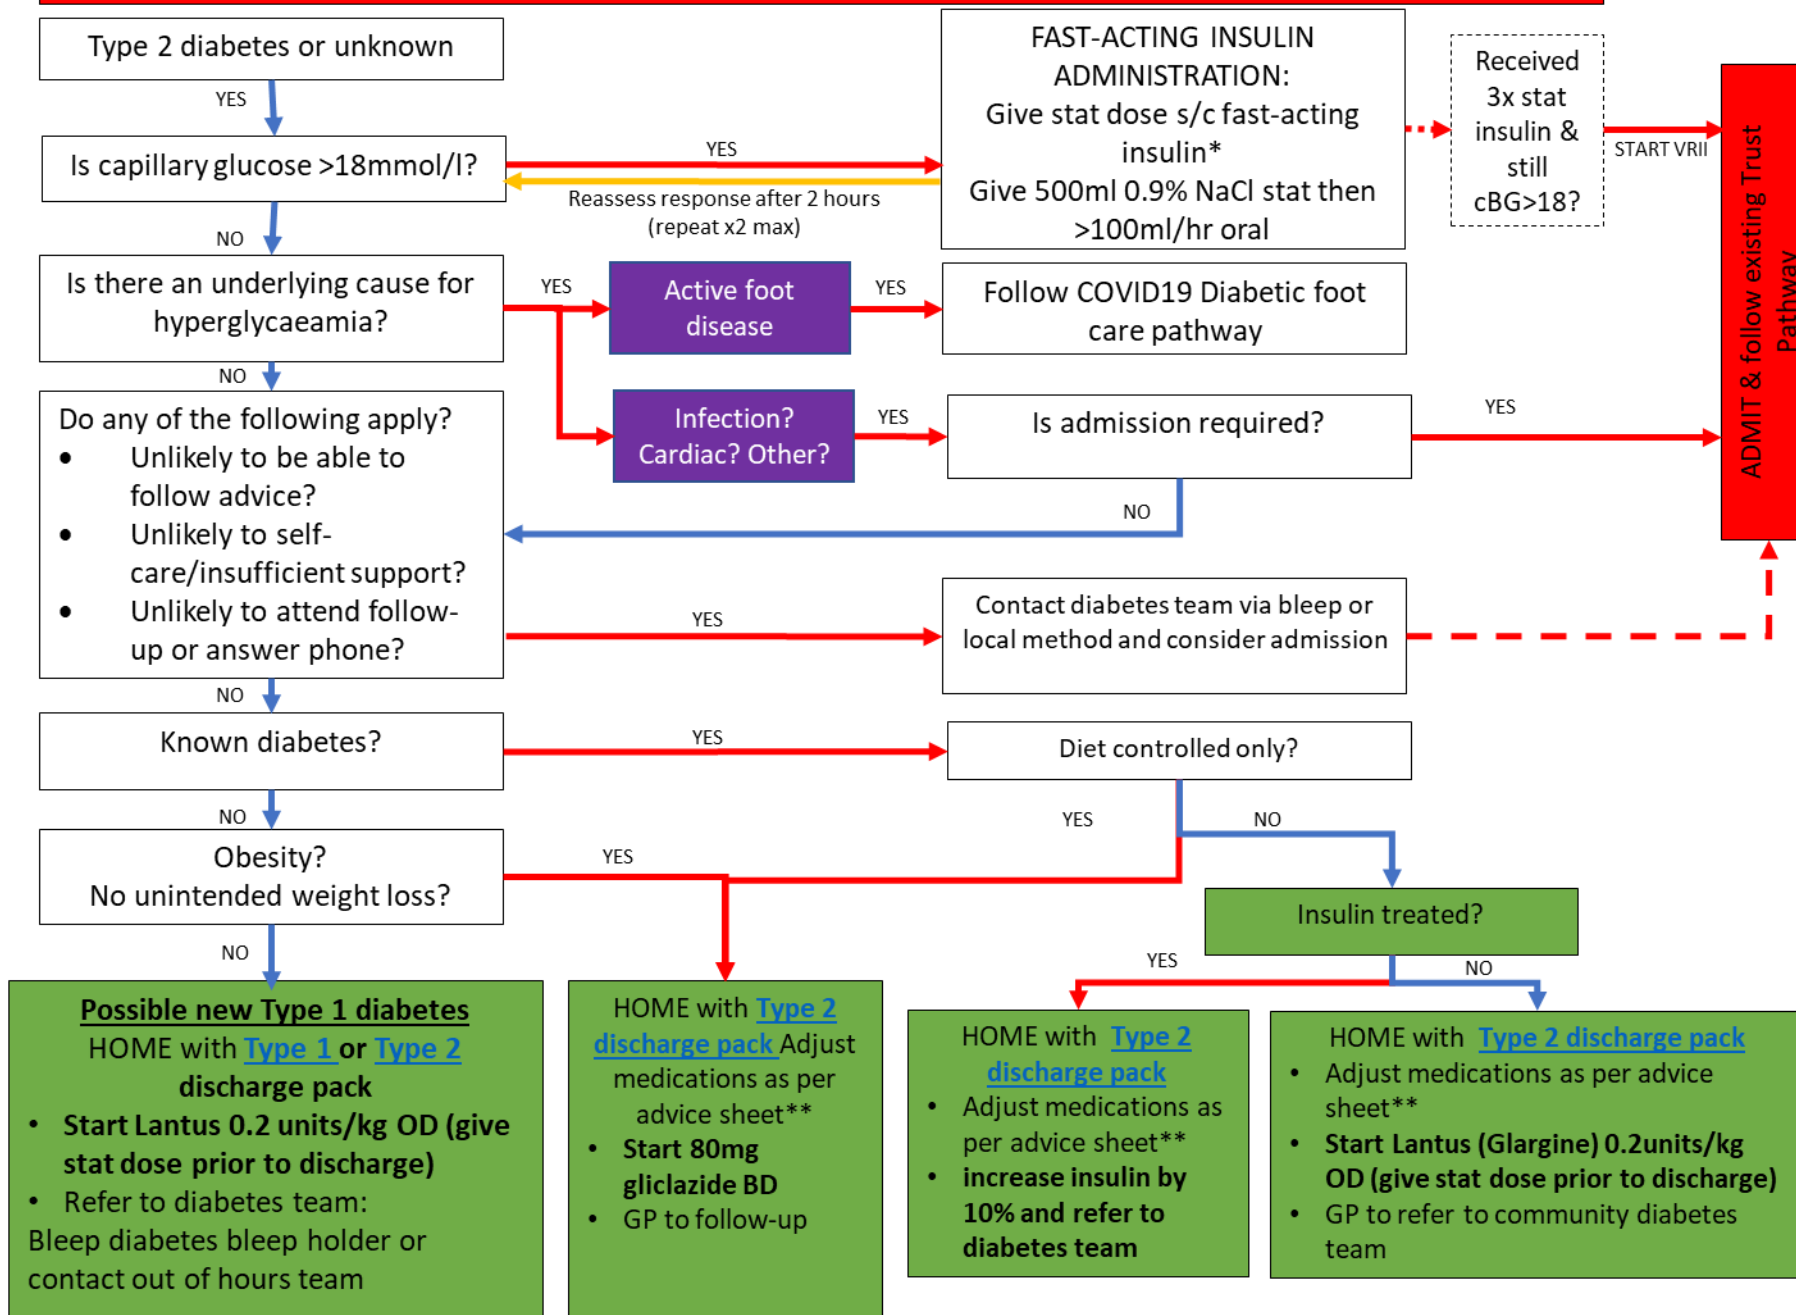 Type 2 diabetes or unknown
YES
Is capillary glucose >18mmol/l?
YES
Reassess response after 2 hours
(repeat x2 max)
FAST-ACTING INSULIN
ADMINISTRATION:
Give stat dose s/c fast-acting
insulin*
Give 500ml 0.9% NaCl stat then
>100ml/hr oral
Received
3x stat
insulin &
still
cBG>18?
START VRII
ADMIT & follow existing Trust
Pathway
NO
Is there an underlying cause for
hyperglycaeamia?
YES
Active foot
disease
YES
Follow COVID19 Diabetic foot
care pathway
Infection?
Cardiac? Other?
YES
Is admission required?
YES
NO
NO
Do any of the following apply?
• Unlikely to be able to
follow advice?
• Unlikely to self-
care/insufficient support?
• Unlikely to attend follow-
up or answer phone?
YES
Contact diabetes team via bleep or
local method and consider admission
NO
Known diabetes?
YES
Diet controlled only?
YES
NO
NO
Obesity?
No unintended weight loss?
YES
Insulin treated?
YES
NO
NO
Possible new Type 1 diabetes
HOME with Type 1 or Type 2
discharge pack
• Start Lantus 0.2 units/kg OD (give
stat dose prior to discharge)
• Refer to diabetes team:
Bleep diabetes bleep holder or
contact out of hours team
HOME with Type 2
discharge pack Adjust
medications as per
advice sheet**
• Start 80mg
gliclazide BD
• GP to follow-up
HOME with Type 2
discharge pack
• Adjust medications as
per advice sheet**
• increase insulin by
10% and refer to
diabetes team
HOME with Type 2 discharge pack
• Adjust medications as per advice
sheet**
• Start Lantus (Glargine) 0.2units/kg
OD (give stat dose prior to discharge)
• GP to refer to community diabetes
team